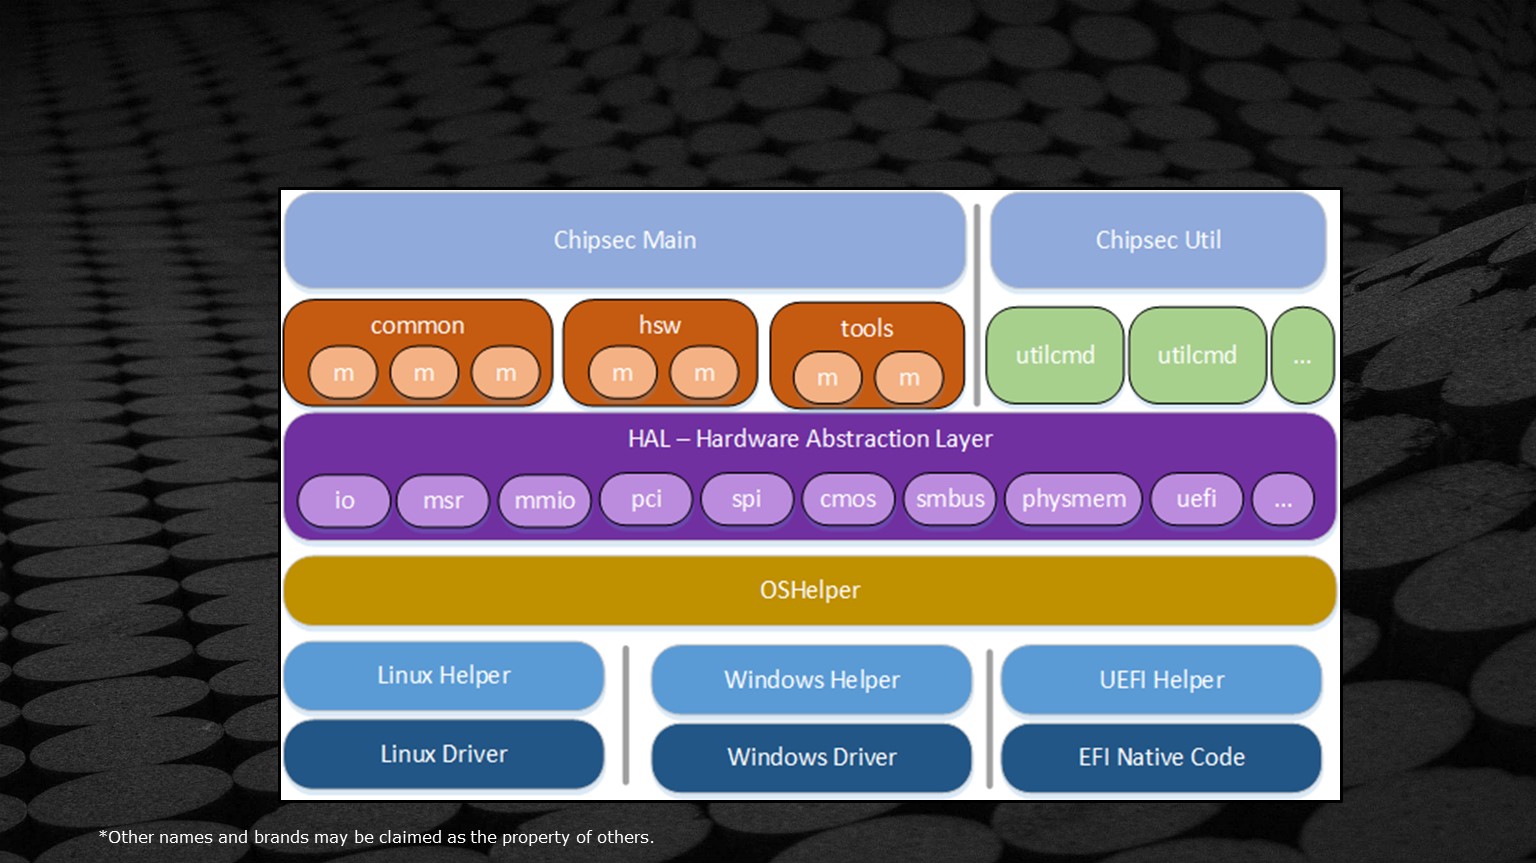 Chipsec Main
Chipsec Util
common
hsw
tools
m m m
m m
m m
utilcmd
utilcmd
...
HAL – Hardware Abstraction Layer
io msr mmio pci spi cmos smbus physmem uefi ...
OSHelper
Linux Helper
Windows Helper
UEFI Helper
Linux Driver
Windows Driver
EFI Native Code
*Other names and brands may be claimed as the property of others.